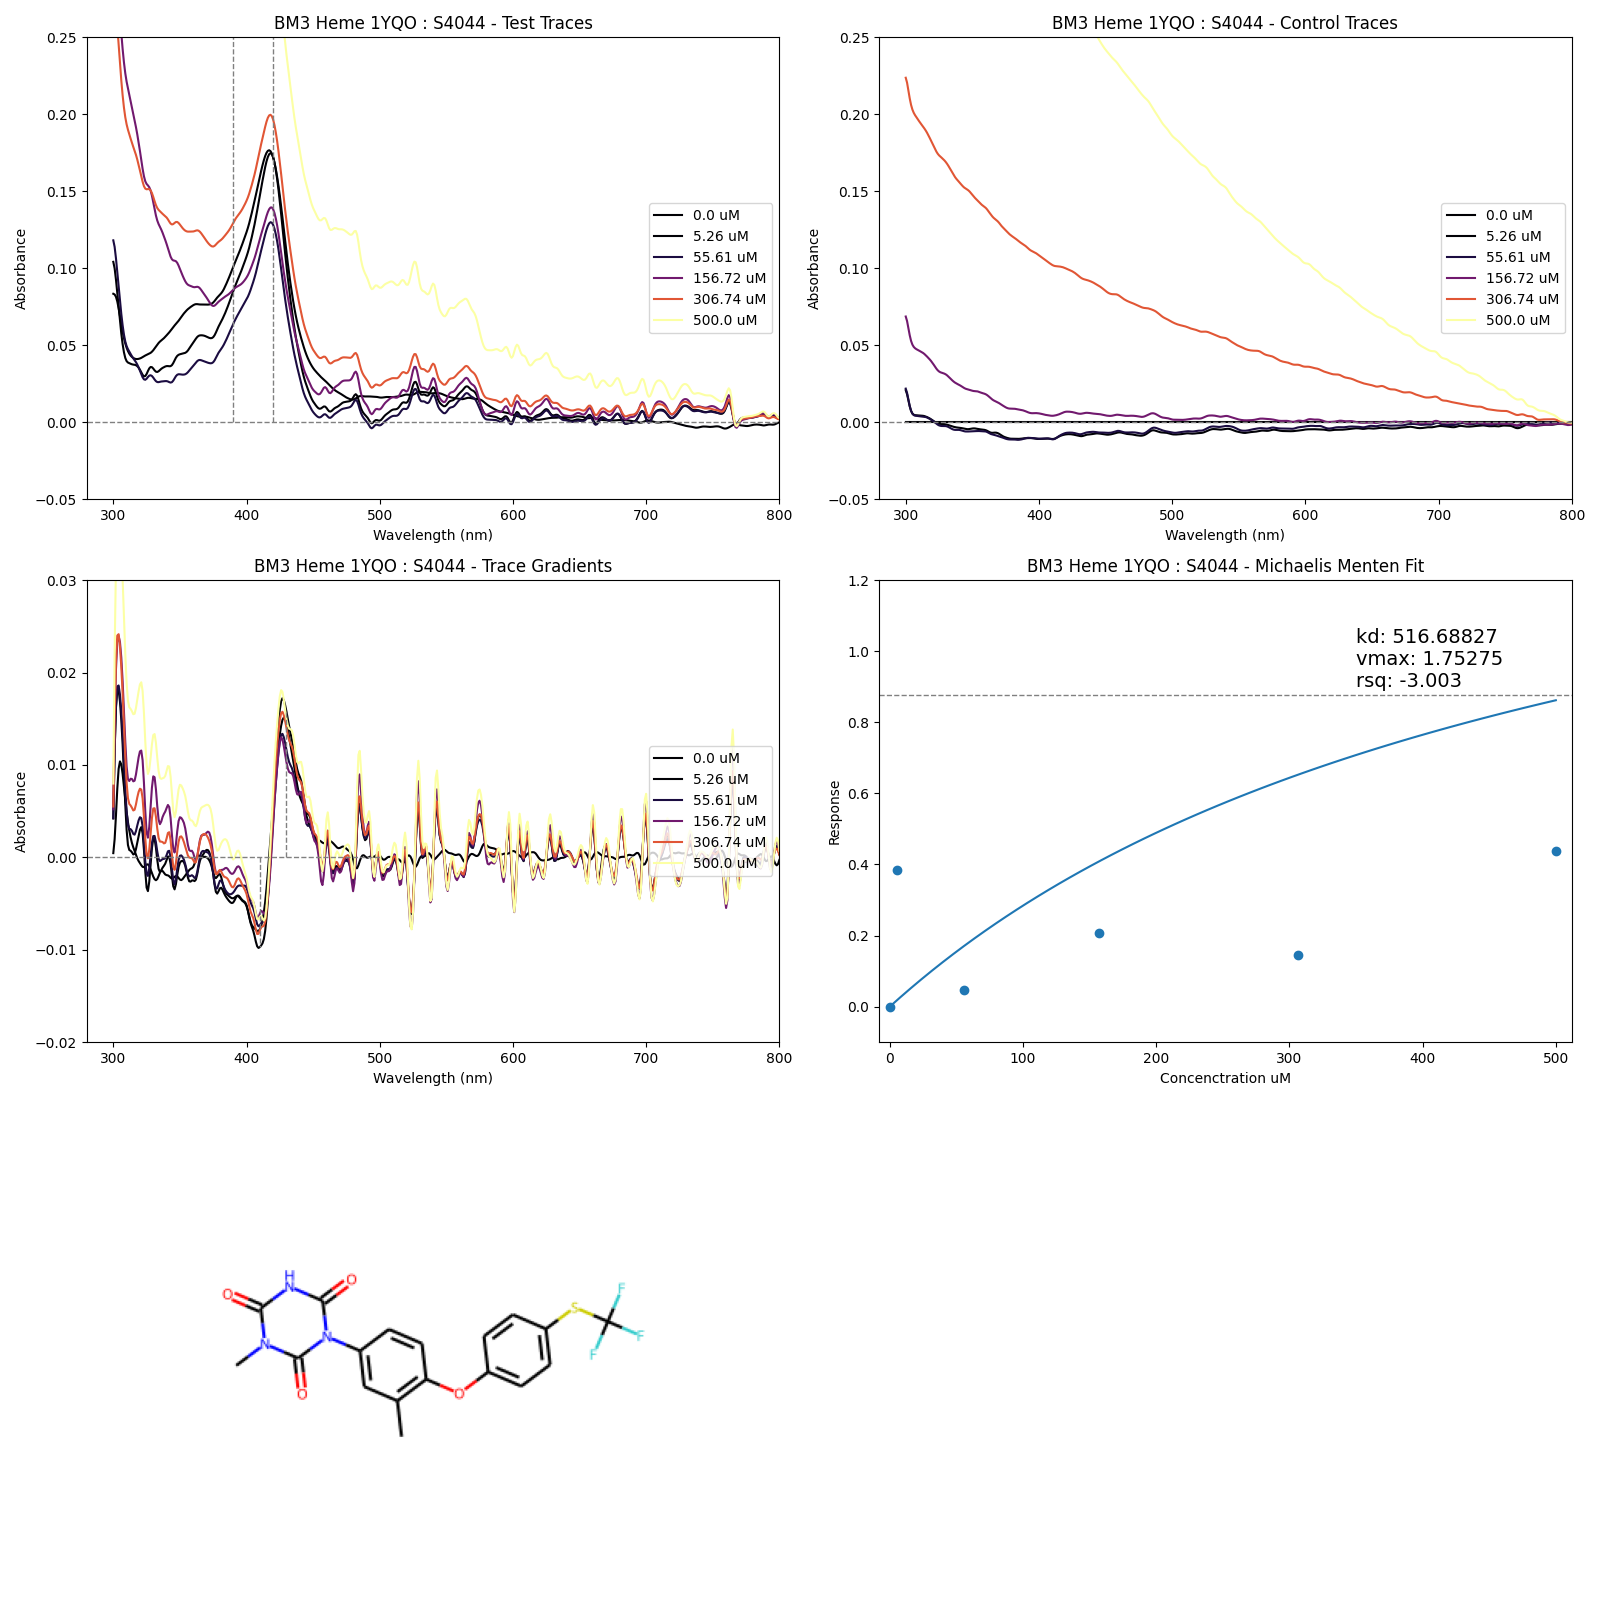 BM3 Heme 1YQO : S4044 - Test Traces
0.25
0.20
0.15
0.10
0.05
0.00
−0.05
Absorbance
300
400
500
600
700
800
Wavelength (nm)
0.0 uM
5.26 uM
55.61 uM
156.72 uM
306.74 uM
500.0 uM
BM3 Heme 1YQO : S4044 - Control Traces
0.25
0.20
0.15
0.10
0.05
0.00
−0.05
Absorbance
300
400
500
600
700
800
Wavelength (nm)
0.0 uM
5.26 uM
55.61 uM
156.72 uM
306.74 uM
500.0 uM
BM3 Heme 1YQO : S4044 - Trace Gradients
0.03
0.02
0.01
0.00
−0.01
−0.02
Absorbance
300
400
500
600
700
800
Wavelength (nm)
0.0 uM
5.26 uM
55.61 uM
156.72 uM
306.74 uM
500.0 uM
BM3 Heme 1YQO : S4044 - Michaelis Menten Fit
kd: 516.68827
vmax: 1.75275
rsq: -3.003
1.2
1.0
0.8
0.6
0.4
0.2
0.0
Response
0
100
200
300
400
500
Concenctration uM
H
N
O
O
N
N
O
O
S
F
F
F